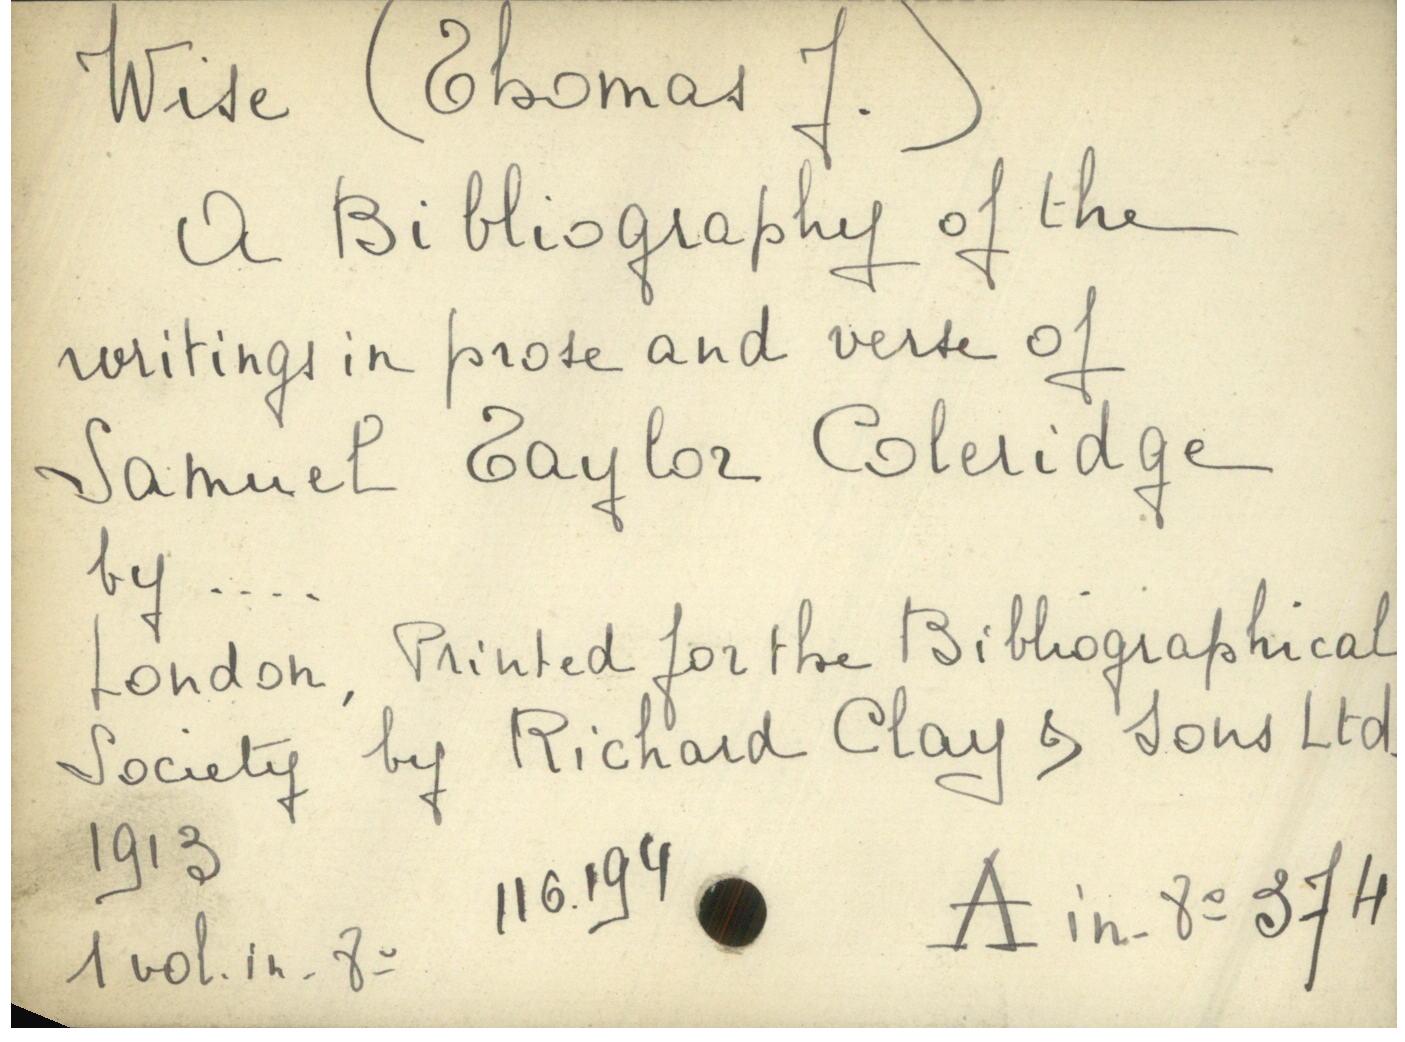 Wise (Thomas J.)
A Bibliography of the
writings in prose and verse of
Samuel Taylor Coleridge
by ....
London, Printed for the Bibliographical
Society by Richard Clay & Sons Ltd.
1913
116.194
A in-8º 374
1 vol. in-8º